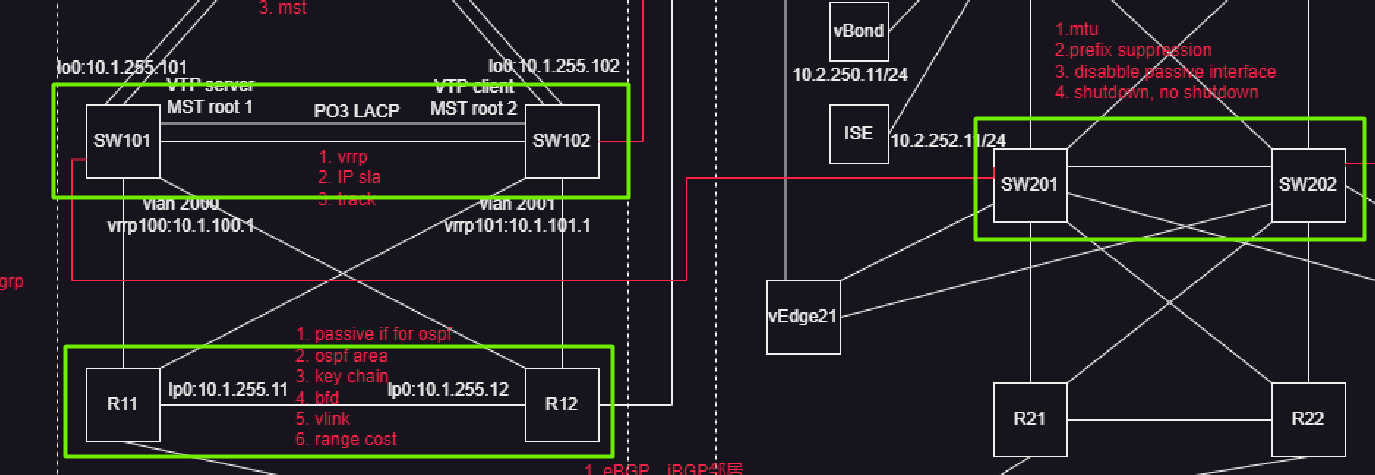 3. mst
lo0:10.1.255.101
lo0:10.1.255.102
VTP server
MST root 1
VTP client
MST root 2
PO3 LACP
SW101
SW102
1. vrrp
2. IP sla
3. track
vlan 2000
vrrp100:10.1.100.1
vlan 2001
vrrp101:10.1.101.1
grp
1. passive if for ospf
2. ospf area
3. key chain
4. bfd
5. vlink
6. range cost
R11
lp0:10.1.255.11
lp0:10.1.255.12
R12
1. eBGP、iBGP邻居
vBond
10.2.250.11/24
ISE
10.2.252.11/24
1.mtu
2.prefix suppression
3. disabble passive interface
4. shutdown, no shutdown
SW201
SW202
vEdge21
R21
R22